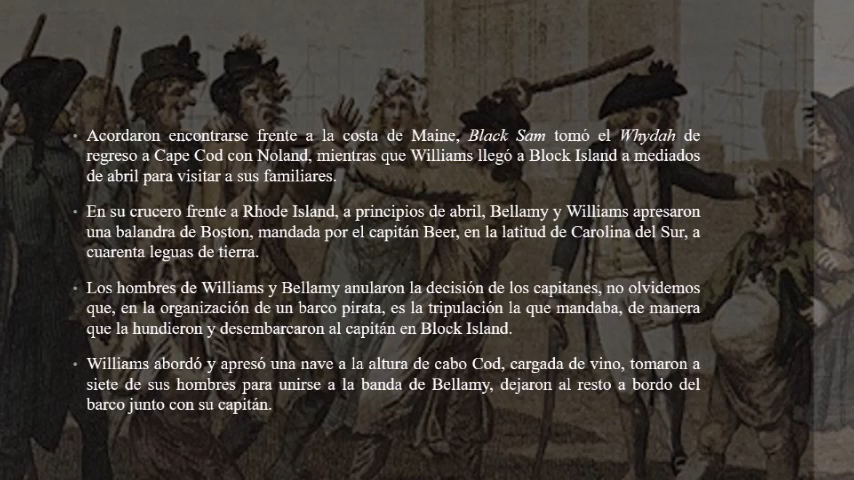 • Acordaron encontrarse frente a la costa de Maine, Black Sam tomó el Whydah de
regreso a Cape Cod con Noland, mientras que Williams llegó a Block Island a mediados
de abril para visitar a sus familiares.
• En su crucero frente a Rhode Island, a principios de abril, Bellamy y Williams apresaron
una balandra de Boston, mandada por el capitán Beer, en la latitud de Carolina del Sur, a
cuarenta leguas de tierra.
• Los hombres de Williams y Bellamy anularon la decisión de los capitanes, no olvidemos
que, en la organización de un barco pirata, es la tripulación la que mandaba, de manera
que la hundieron y desembarcaron al capitán en Block Island.
• Williams abordó y apresó una nave a la altura de cabo Cod, cargada de vino, tomaron a
siete de sus hombres para unirse a la banda de Bellamy, dejaron al resto a bordo del
barco junto con su capitán.